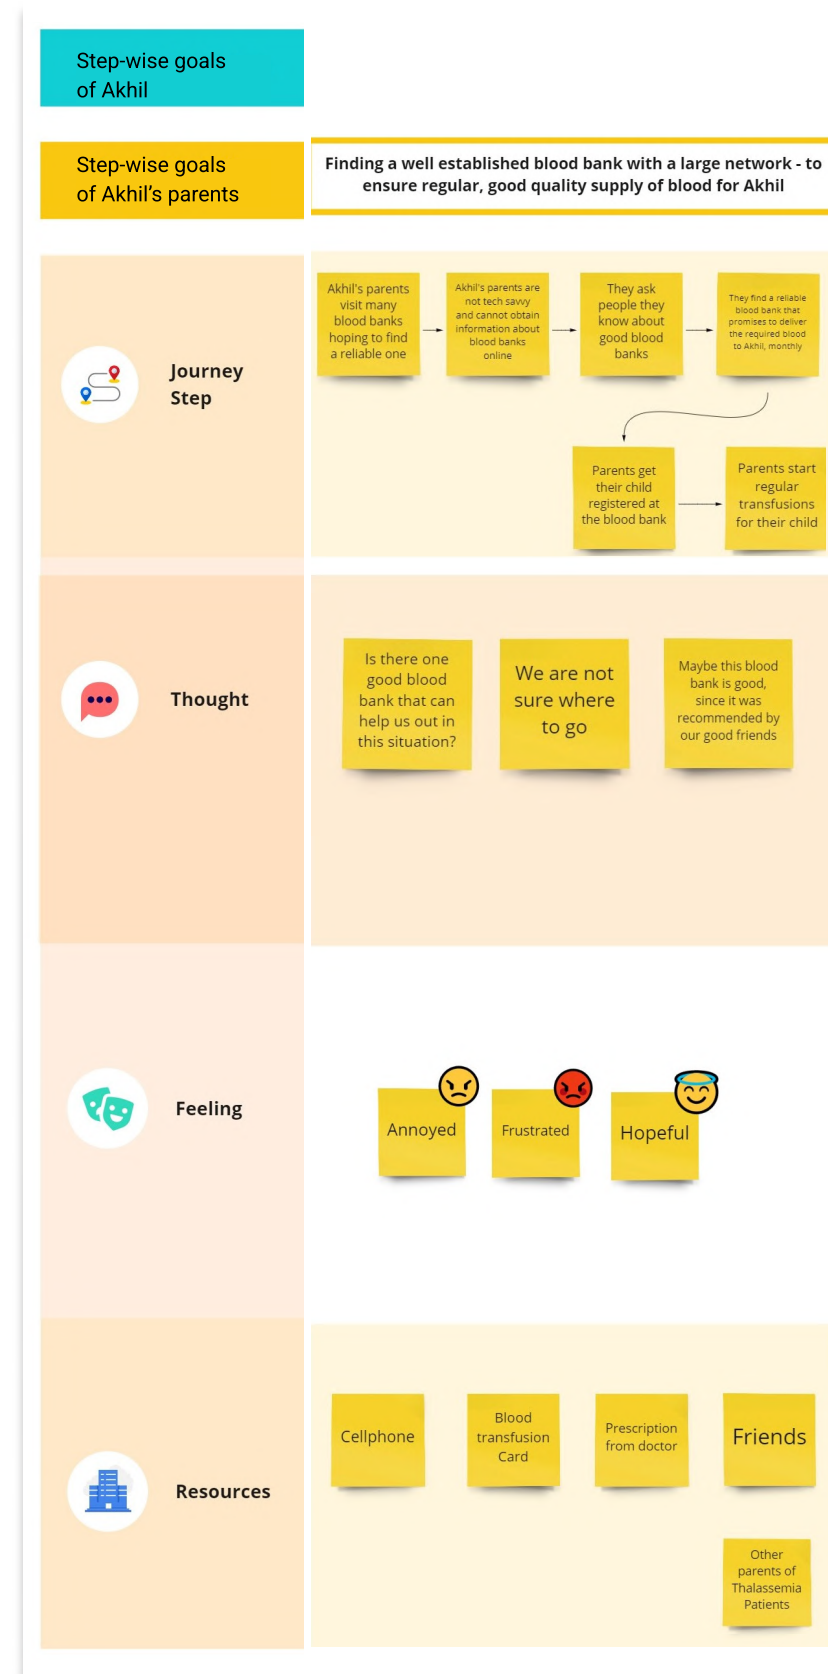 Step-wise goals
of Akhil
Step-wise goals
of Akhil’s parents
Finding a well established blood bank with a large network - to
ensure regular, good quality supply of blood for Akhil
Journey
Step
Akhil's parents
visit many
blood banks
hoping to find
a reliable one
Akhil's parents are
not tech savvy
and cannot obtain
information about
blood banks
online
They ask
people they
know about
good blood
banks
They find a reliable
blood bank that
promises to deliver
the required blood
to Akhil, monthly
Parents get
their child
registered at
the blood bank
Parents start
regular
transfusions
for their child
Thought
Is there one
good blood
bank that can
help us out in
this situation?
We are not
sure where
to go
Maybe this blood
bank is good,
since it was
recommended by
our good friends
Feeling
Annoyed
Frustrated
Hopeful
Resources
Cellphone
Blood
transfusion
Card
Prescription
from doctor
Friends
Other
parents of
Thalassemia
Patients